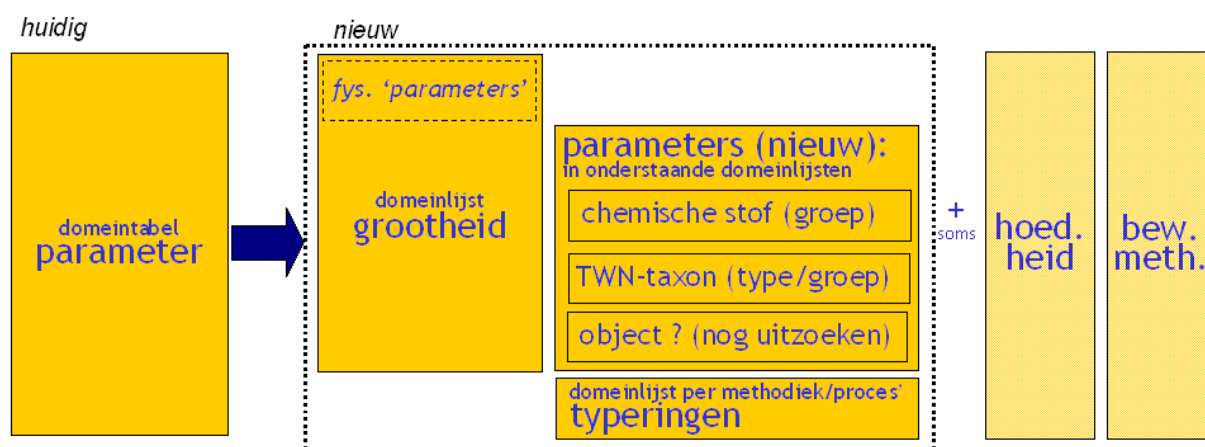 huidig
nieuw
domeintabel
parameter
fys. ‘parameters’
domeinlijst
grootheid
parameters (nieuw):
in onderstaande domeinlijsten
chemische stof (groep)
TWN-taxon (type/groep)
object ? (nog uitzoeken)
domeinlijst per methodiek/proces’
typeringen
+
soms
hoed.
heid
bew.
meth.